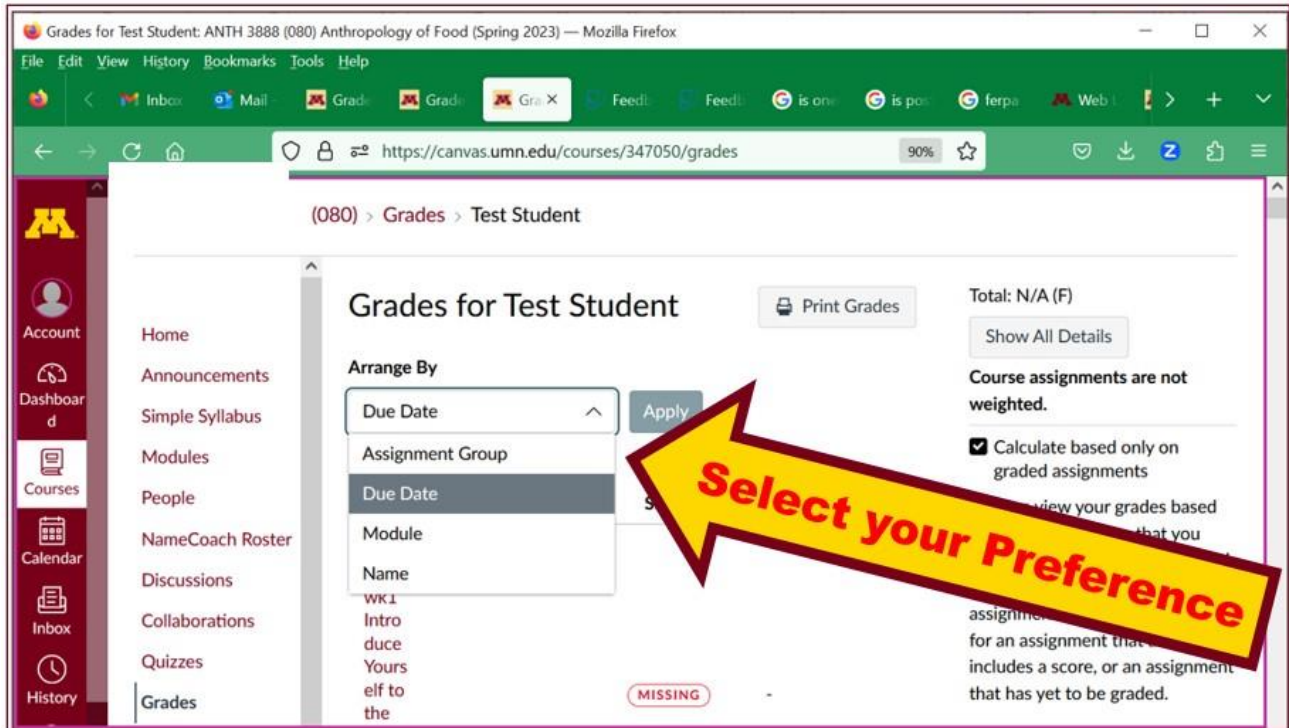 Grades for Test Student: ANTH 3888 (080) Anthropology of Food (Spring 2023) — Mozilla Firefox
File Edit View History Bookmarks Tools Help
Inbox Mail Grade Grade Gra Feedb Feedb is one is pos ferpa Web
https://canvas.umn.edu/courses/347050/grades 90%
(080) > Grades > Test Student
Account
Dashboar
d
Courses
Calendar
Inbox
History
Home
Announcements
Simple Syllabus
Modules
People
NameCoach Roster
Discussions
Collaborations
Quizzes
Grades
Grades for Test Student
Print Grades
Arrange By
Due Date
Apply
Assignment Group
Due Date
Module
Name
wk1
Intro
duce
Yours
elf to
the
MISSING -
Total: N/A (F)
Show All Details
Course assignments are not
weighted.
Calculate based only on
graded assignments
view your grades based
that you
for an assignment that
includes a score, or an assignment
that has yet to be graded.
Select your Preference